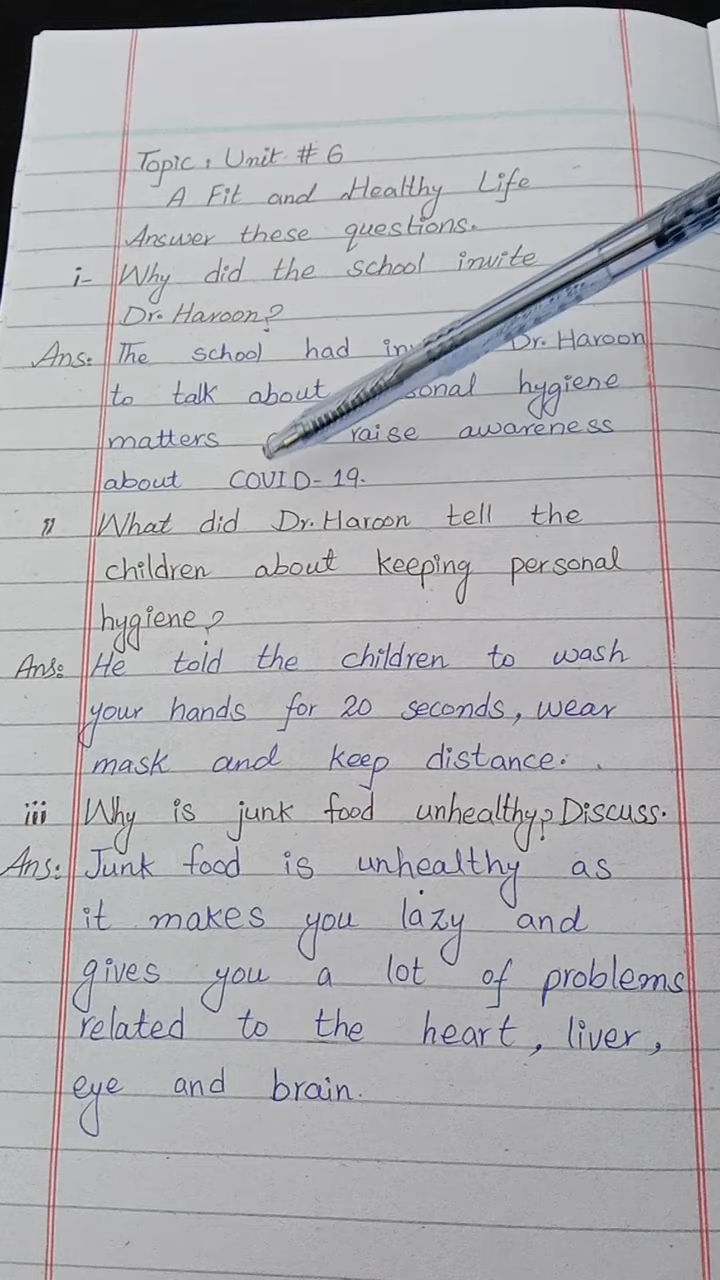 Topic: Unit # 6
A Fit and Healthy Life
Answer these questions.
i- Why did the school invite
Dr. Haroon?
Ans: The school had Dr. Haroon
to talk about hygiene
matters raise awareness
about COVID-19.
ii What did Dr. Haroon tell the
children about keeping personal
hygiene?
Ans: He told the children to wash
your hands for 20 seconds, wear
mask and keep distance.
iii Why is junk food unhealthy? Discuss.
Ans: Junk food is unhealthy as
it makes you lazy and
gives you a lot of problems
related to the heart, liver,
eye and brain.